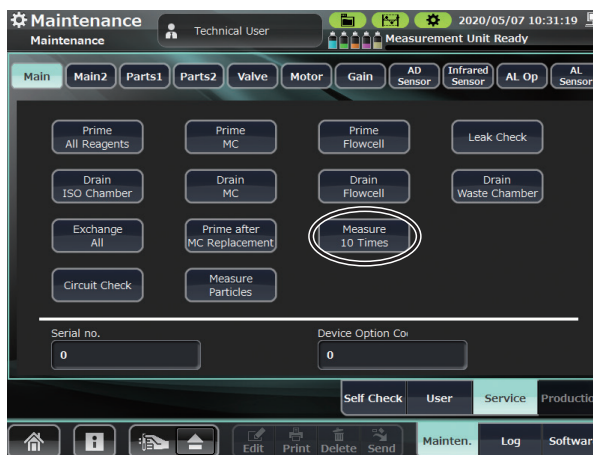 Maintenance
Maintenance
Technical User
2020/05/07 10:31:19
Measurement Unit Ready
Main
Main2
Parts1
Parts2
Valve
Motor
Gain
AD
Sensor
Infrared
Sensor
AL Op
AL
Sensor
Prime
All Reagents
Prime
MC
Prime
Flowcell
Leak Check
Drain
ISO Chamber
Drain
MC
Drain
Flowcell
Drain
Waste Chamber
Exchange
All
Prime after
MC Replacement
Measure
10 Times
Circuit Check
Measure
Particles
Serial no.
Device Option Co
0
0
Self Check
User
Service
Productio
Edit
Print
Delete
Send
Mainten.
Log
Softwar